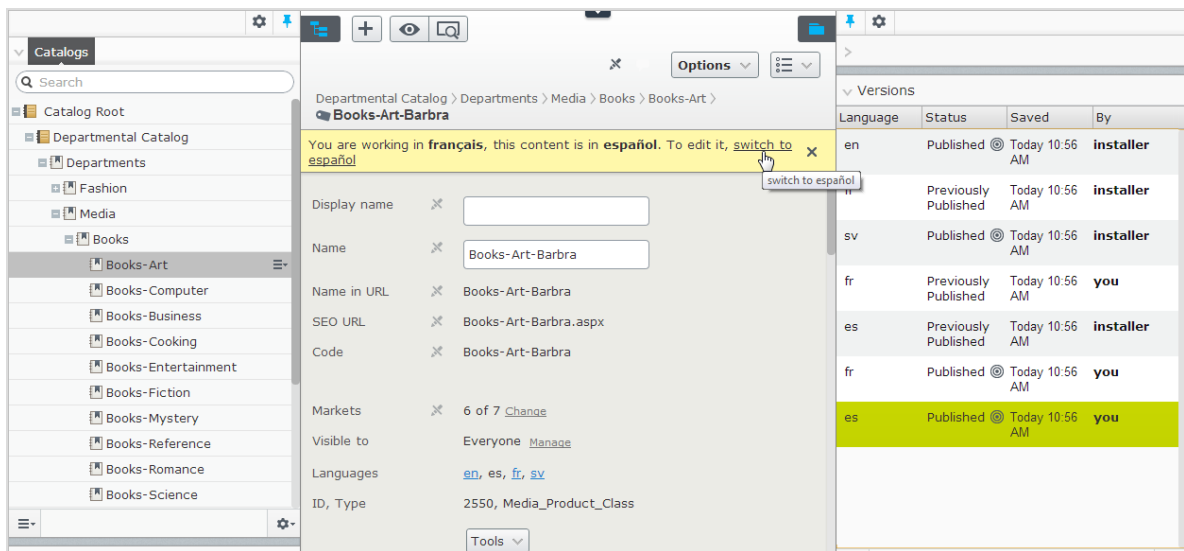 Catalogs
Search
Catalog Root
Departmental Catalog
Departments
Fashion
Media
Books
Books-Art
Books-Computer
Books-Business
Books-Cooking
Books-Entertainment
Books-Fiction
Books-Mystery
Books-Reference
Books-Romance
Books-Science
Options
Departmental Catalog > Departments > Media > Books > Books-Art >
Books-Art-Barbra
You are working in français, this content is in español. To edit it, switch to
español
switch to español
Display name
Name Books-Art-Barbra
Name in URL Books-Art-Barbra
SEO URL Books-Art-Barbra.aspx
Code Books-Art-Barbra
Markets 6 of 7 Change
Visible to Everyone Manage
Languages en, es, fr, sv
ID, Type 2550, Media_Product_Class
Tools
Versions
Language Status Saved By
en Published Today 10:56 installer
AM
Previously Today 10:56 installer
Published AM
sv Published Today 10:56 installer
AM
fr Previously Today 10:56 you
Published AM
es Previously Today 10:56 installer
Published AM
fr Published Today 10:56 you
AM
es Published Today 10:56 you
AM